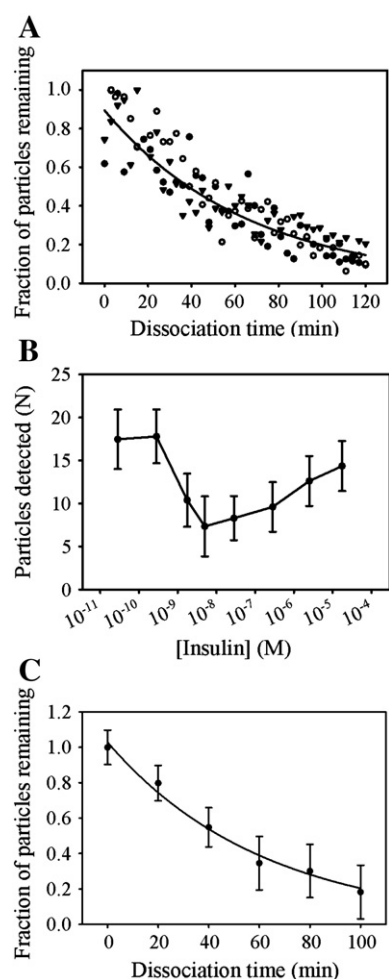 A
Fraction of particles remaining
1.0
0.8
0.6
0.4
0.2
0.0
0 20 40 60 80 100 120
Dissociation time (min)
B
Particles detected (N)
25
20
15
10
5
0
10-11 10-10 10-9 10-8 10-7 10-6 10-5 10-4
[Insulin] (M)
C
Fraction of particles remaining
1.2
1.0
0.8
0.6
0.4
0.2
0.0
0 20 40 60 80 100
Dissociation time (min)